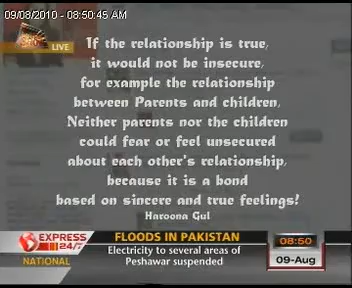 09/08/2010 - 08:50:45 AM
LIVE
If the relationship is true,
it would not be insecure,
for example the relationship
between Parents and children,
Neither parents nor the children
could fear or feel unsecured
about each other's relationship,
because it is a bond
based on sincere and true feelings!
Haroona Gul
EXPRESS
24/7
FLOODS IN PAKISTAN
08:50
NATIONAL
Electricity to several areas of
Peshawar suspended
09-Aug